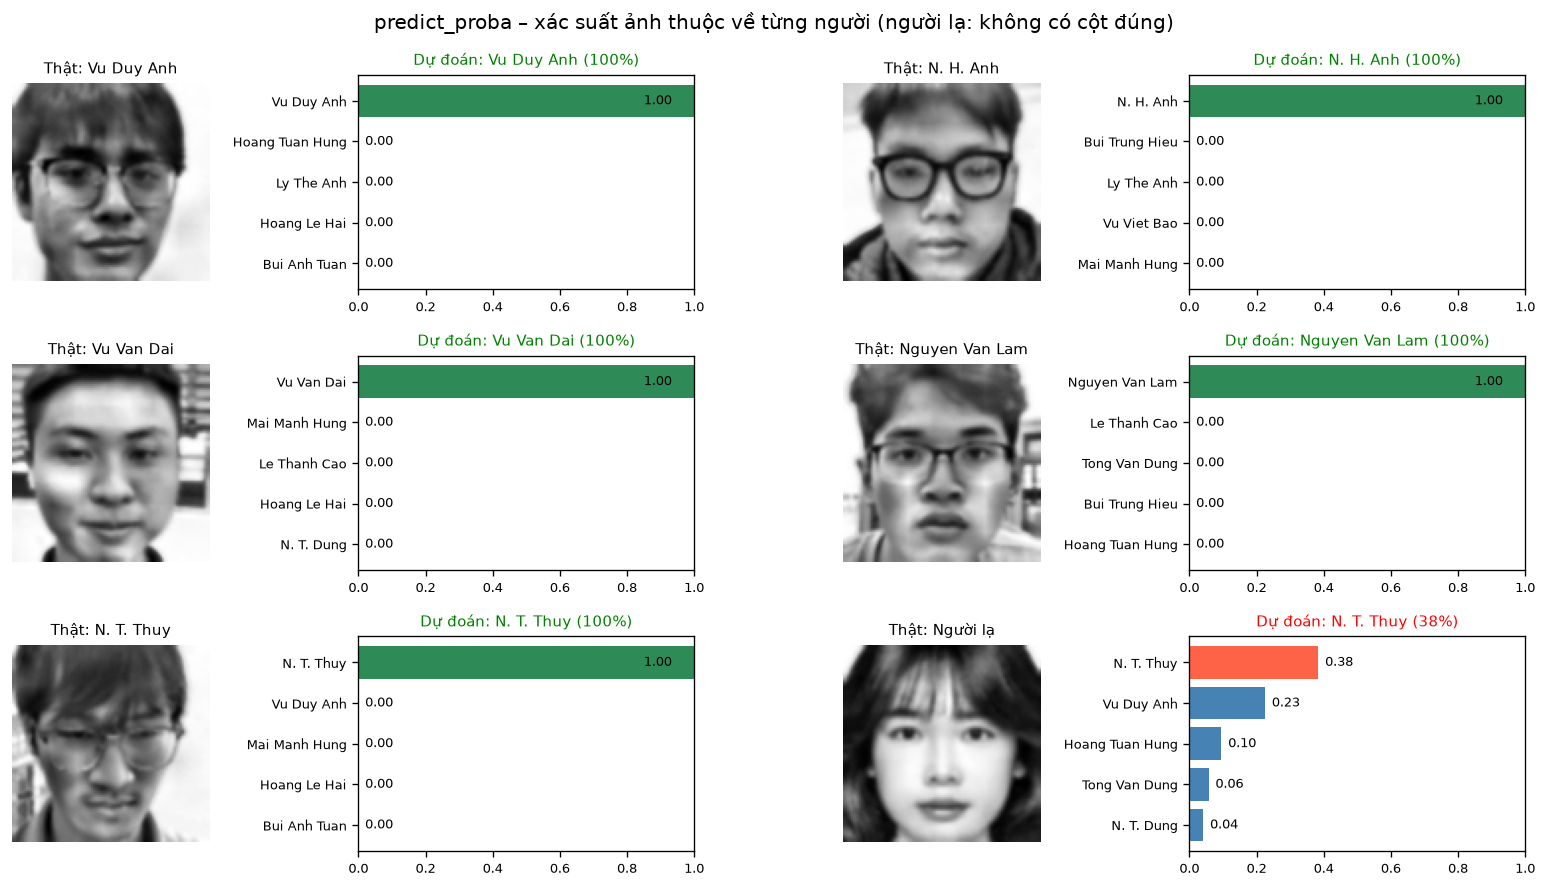 predict_proba – xác suất ảnh thuộc về từng người (người lạ: không có cột đúng)
Thật: Vu Duy Anh
Dự đoán: Vu Duy Anh (100%)
Vu Duy Anh 1.00
Hoang Tuan Hung 0.00
Ly The Anh 0.00
Hoang Le Hai 0.00
Bui Anh Tuan 0.00
0.0 0.2 0.4 0.6 0.8 1.0
Thật: N. H. Anh
Dự đoán: N. H. Anh (100%)
N. H. Anh 1.00
Bui Trung Hieu 0.00
Ly The Anh 0.00
Vu Viet Bao 0.00
Mai Manh Hung 0.00
0.0 0.2 0.4 0.6 0.8 1.0
Thật: Vu Van Dai
Dự đoán: Vu Van Dai (100%)
Vu Van Dai 1.00
Mai Manh Hung 0.00
Le Thanh Cao 0.00
Hoang Le Hai 0.00
N. T. Dung 0.00
0.0 0.2 0.4 0.6 0.8 1.0
Thật: Nguyen Van Lam
Dự đoán: Nguyen Van Lam (100%)
Nguyen Van Lam 1.00
Le Thanh Cao 0.00
Tong Van Dung 0.00
Bui Trung Hieu 0.00
Hoang Tuan Hung 0.00
0.0 0.2 0.4 0.6 0.8 1.0
Thật: N. T. Thuy
Dự đoán: N. T. Thuy (100%)
N. T. Thuy 1.00
Vu Duy Anh 0.00
Mai Manh Hung 0.00
Hoang Le Hai 0.00
Bui Anh Tuan 0.00
0.0 0.2 0.4 0.6 0.8 1.0
Thật: Người lạ
Dự đoán: N. T. Thuy (38%)
N. T. Thuy 0.38
Vu Duy Anh 0.23
Hoang Tuan Hung 0.10
Tong Van Dung 0.06
N. T. Dung 0.04
0.0 0.2 0.4 0.6 0.8 1.0